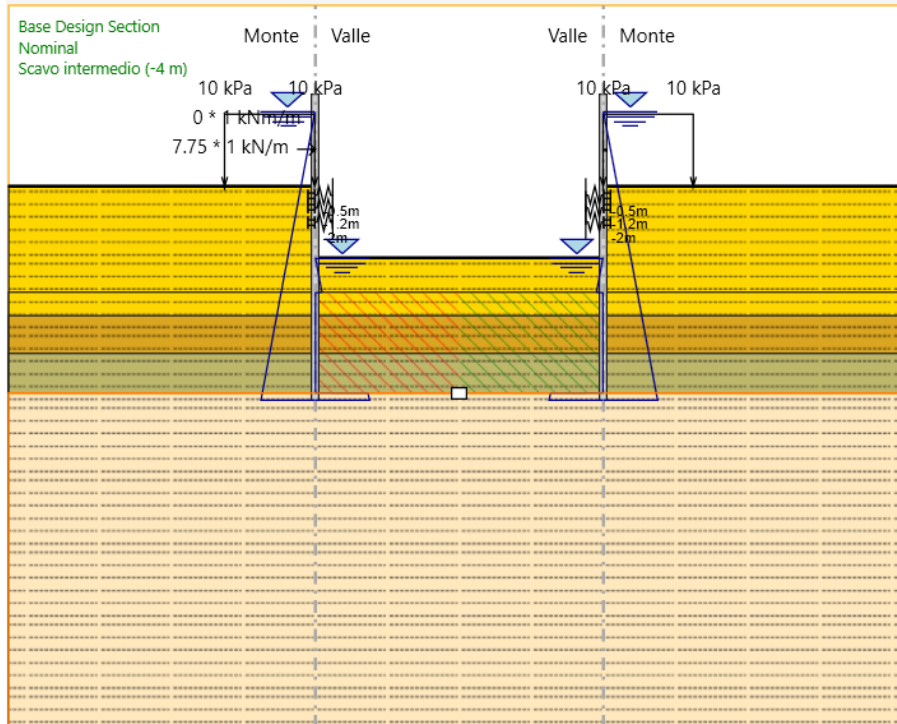 Base Design Section
Nominal
Scavo intermedio (-4 m)
Monte Valle Valle Monte
10 kPa 10 kPa 10 kPa 10 kPa
0 * 1 kNm/m
7.75 * 1 kN/m
-0.5m -0.5m
.2m -1.2m
-2m -2m